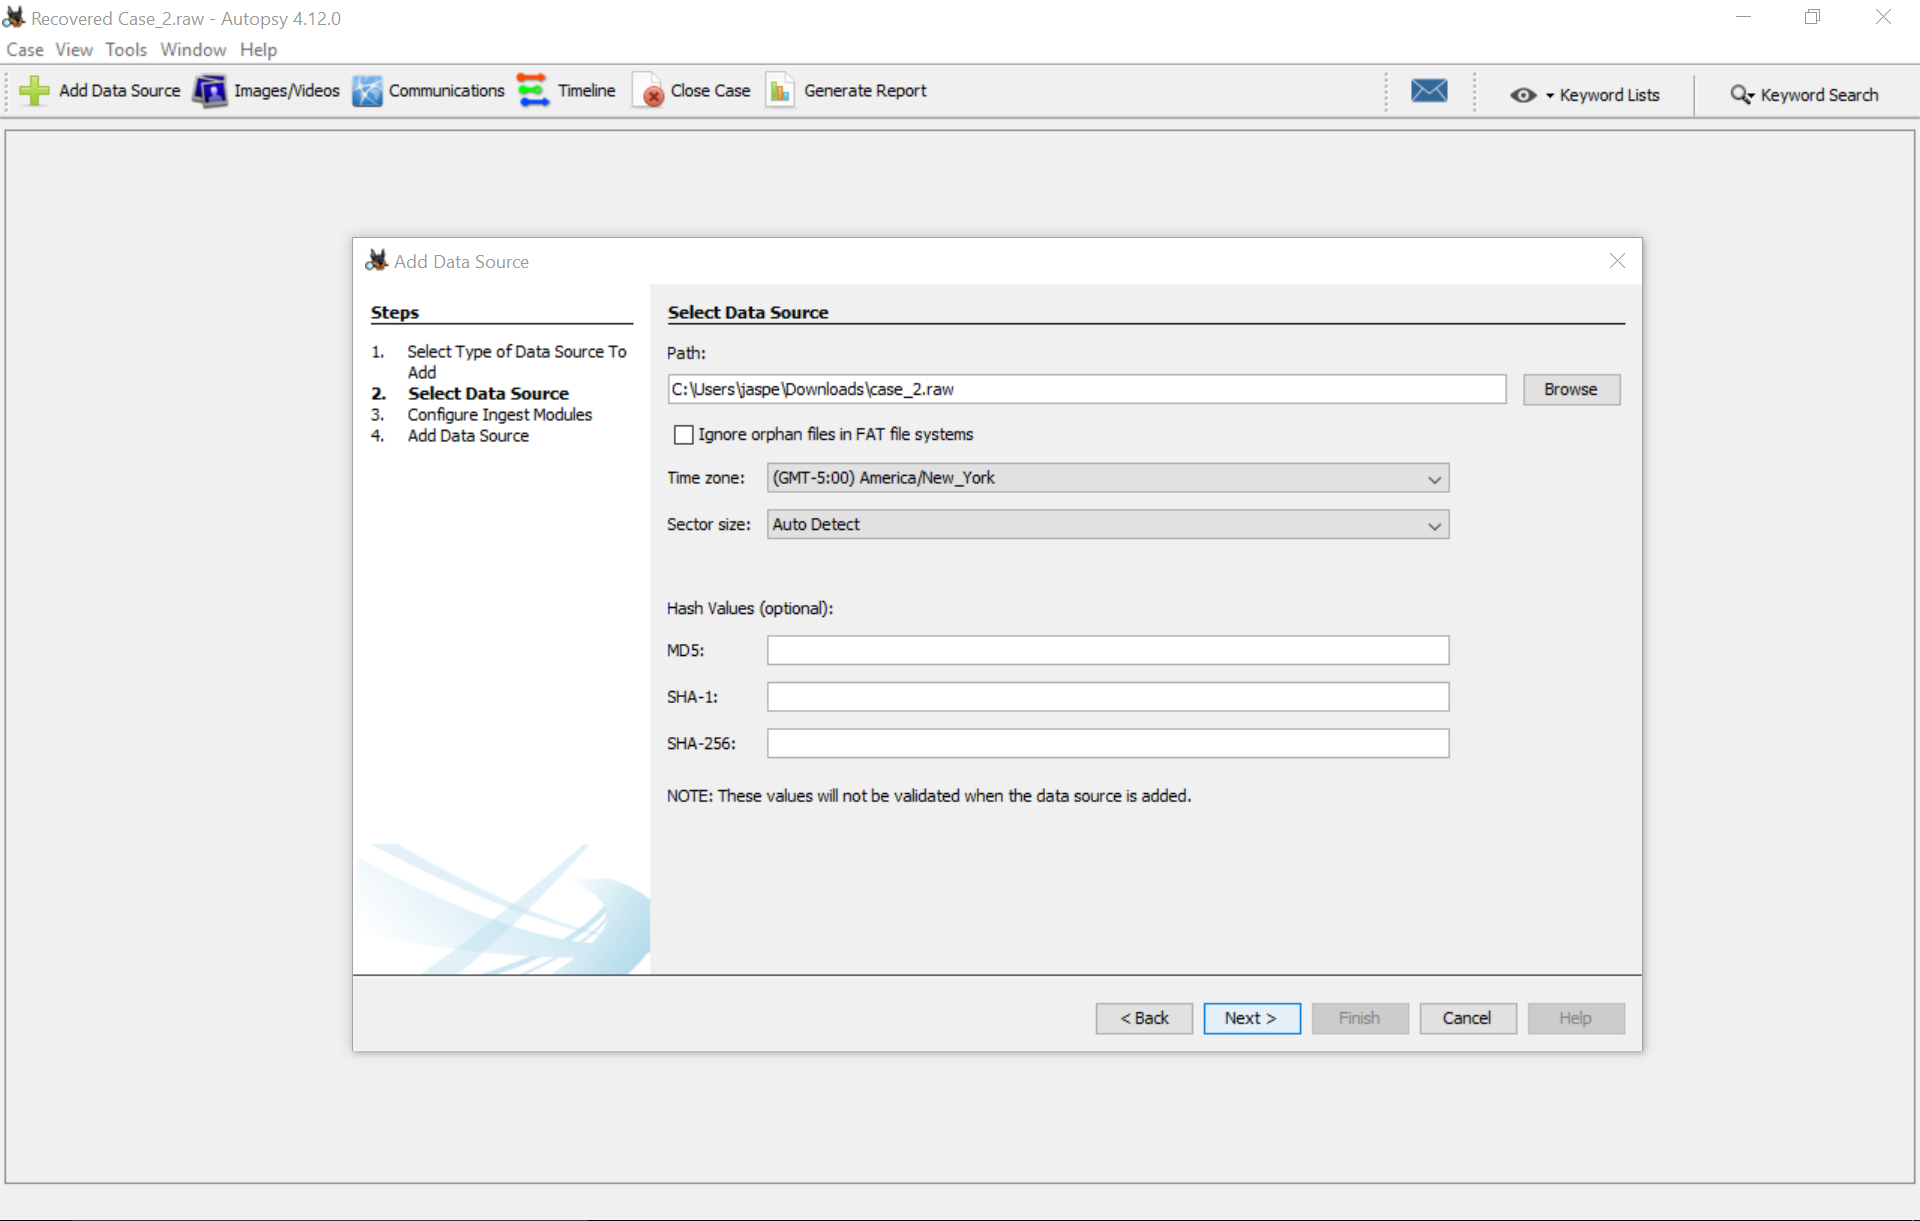 Recovered Case_2.raw - Autopsy 4.12.0
Case View Tools Window Help
Add Data Source Images/Videos Communications Timeline Close Case Generate Report Keyword Lists Keyword Search
Add Data Source
Steps
1. Select Type of Data Source To
Add
2. Select Data Source
3. Configure Ingest Modules
4. Add Data Source
Select Data Source
Path:
C:\Users\jaspe\Downloads\case_2.raw Browse
Ignore orphan files in FAT file systems
Time zone: (GMT-5:00) America/New_York
Sector size: Auto Detect
Hash Values (optional):
MD5:
SHA-1:
SHA-256:
NOTE: These values will not be validated when the data source is added.
< Back Next > Finish Cancel Help